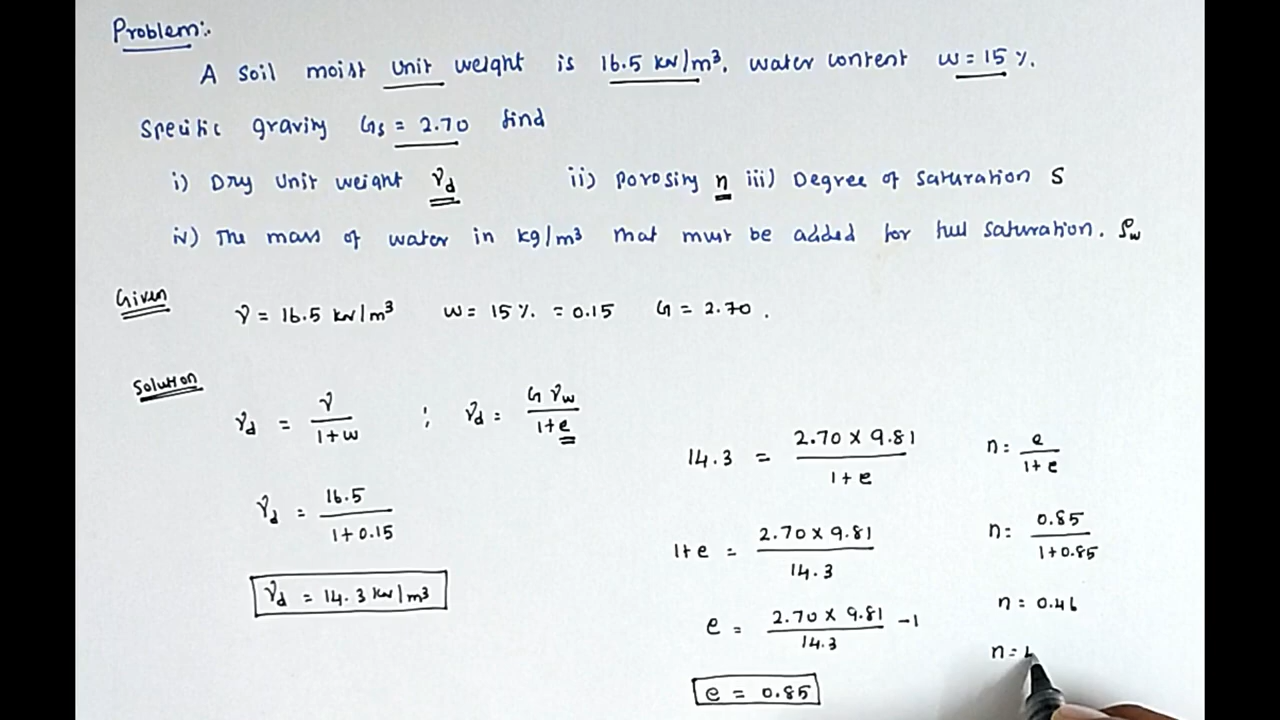 Problem:.
A soil moist unit weight is 16.5 kN/m³, water content w = 15 %.
Specific gravity Gs = 2.70 find
i) Dry unit weight γd ii) Porosity n iii) Degree of saturation S
iv) The mass of water in kg/m³ that must be added for full saturation. ρw
Given
γ = 16.5 kN/m³ w = 15 %. = 0.15 G = 2.70 .
Solution
γd = γ / 1+w ; γd = G γw / 1+e
γd = 16.5 / 1+0.15
γd = 14.3 kN/m³
14.3 = 2.70 × 9.81 / 1+e
1+e = 2.70 × 9.81 / 14.3
e = 2.70 × 9.81 / 14.3 -1
e = 0.85
n = e / 1+e
n = 0.85 / 1+0.85
n = 0.46
n =